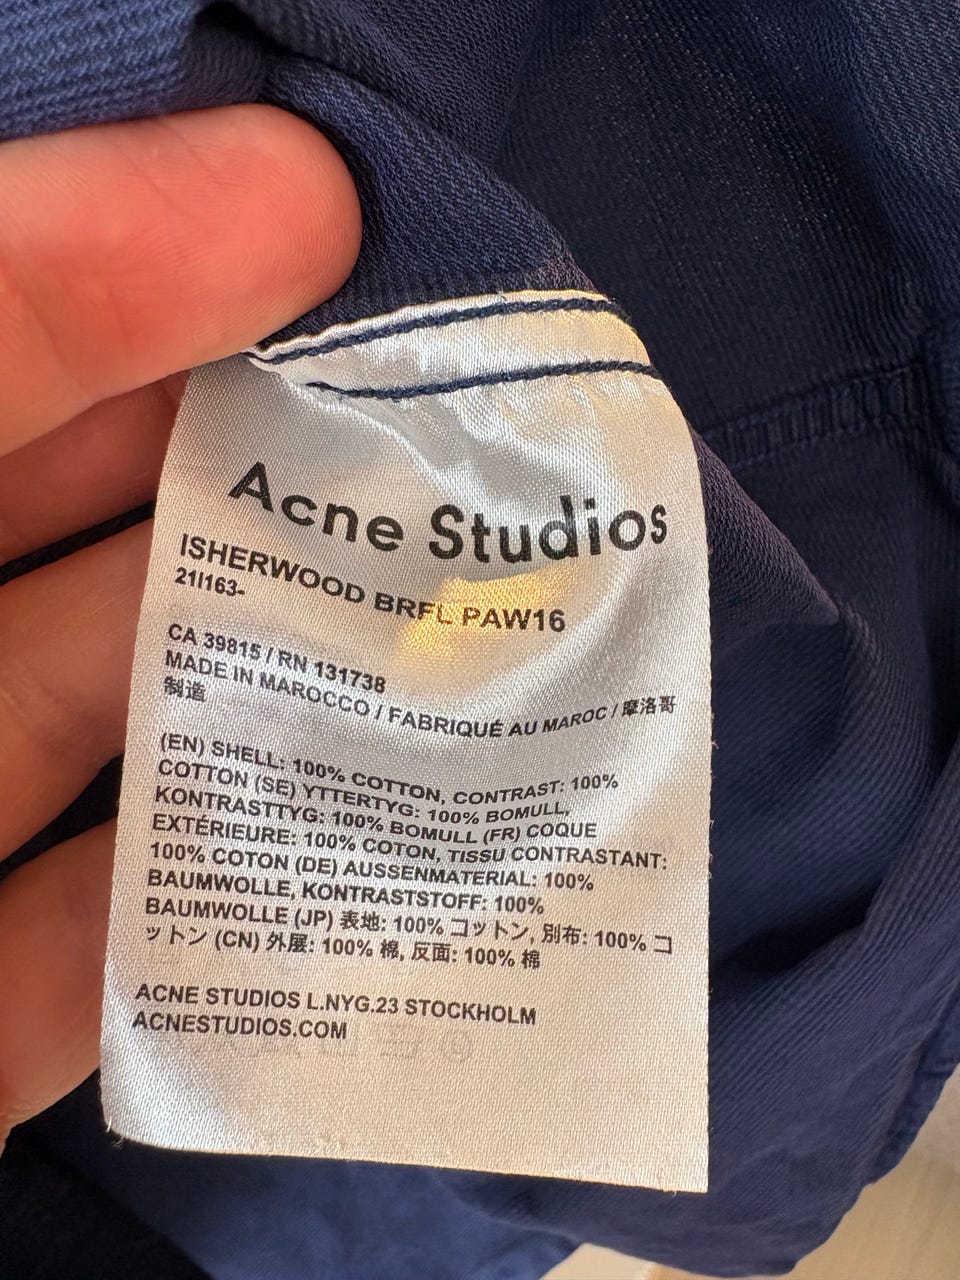 Acne Studios
ISHERWOOD BRFL PAW16
21I163-
CA 39815 / RN 131738
MADE IN MAROCCO / FABRIQUÉ AU MAROC / 摩洛哥
制造
(EN) SHELL: 100% COTTON, CONTRAST: 100%
COTTON (SE) YTTERTYG: 100% BOMULL,
KONTRASTTYG: 100% BOMULL (FR) COQUE
EXTÉRIEURE: 100% COTON, TISSU CONTRASTANT:
100% COTON (DE) AUSSENMATERIAL: 100%
BAUMWOLLE, KONTRASTSTOFF: 100%
BAUMWOLLE (JP) 表地: 100% コットン, 別布: 100% コ
ットン (CN) 外展: 100% 棉, 反面: 100% 棉
ACNE STUDIOS L.NYG.23 STOCKHOLM
ACNESTUDIOS.COM